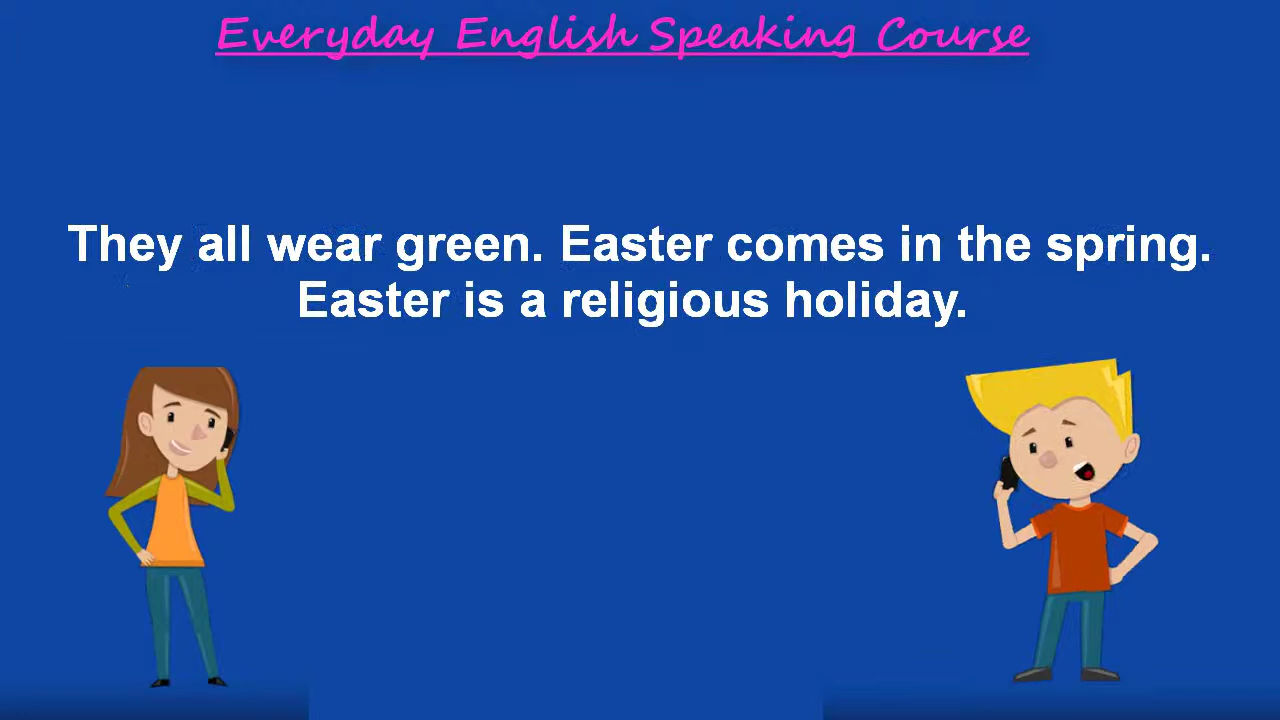 Everyday English Speaking Course
They all wear green. Easter comes in the spring.
Easter is a religious holiday.